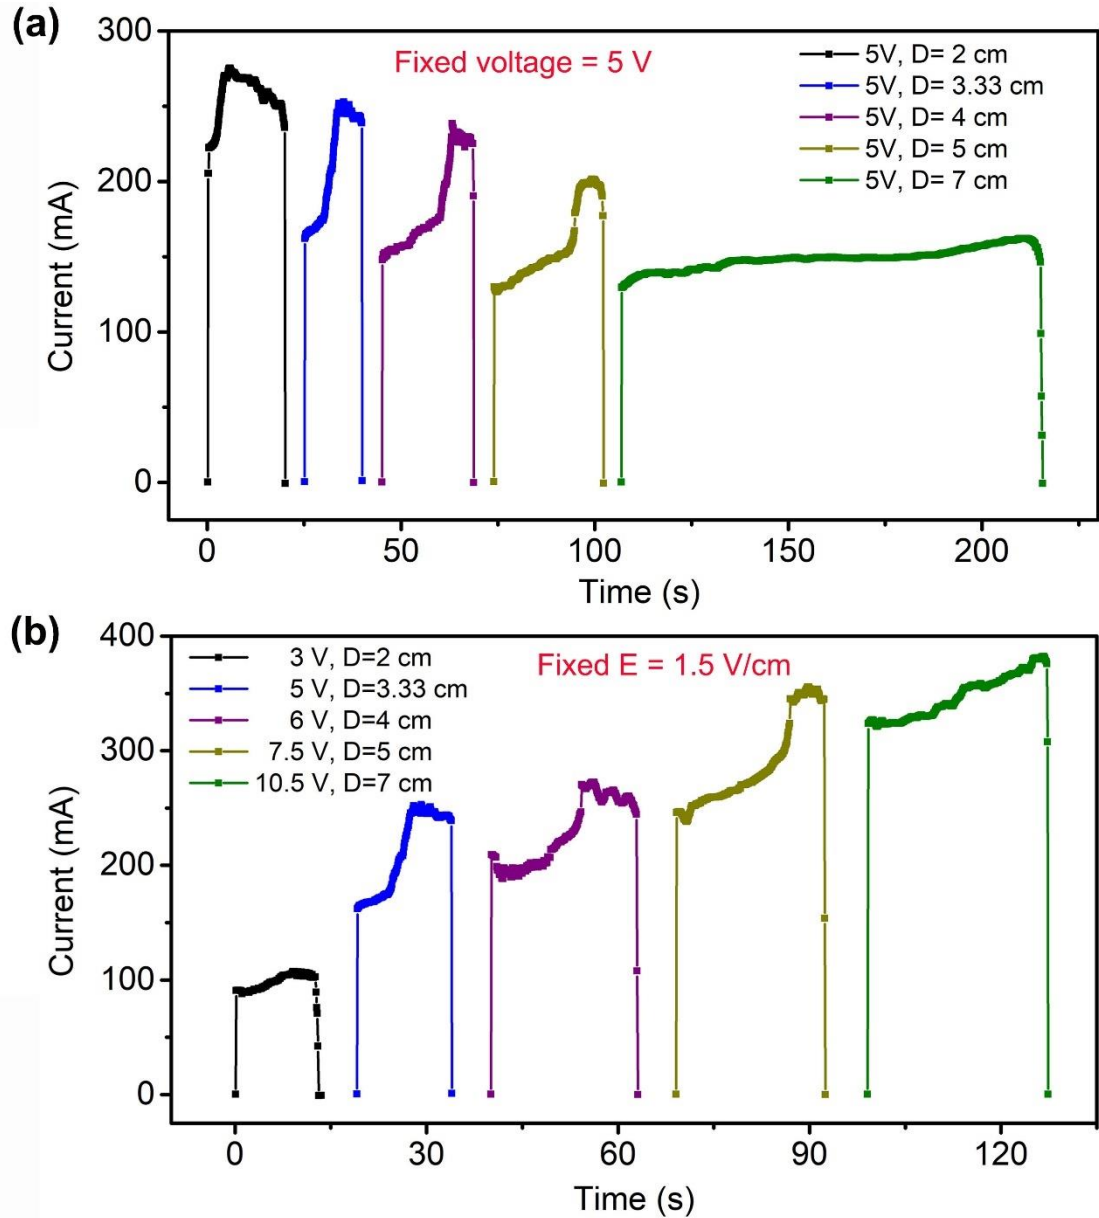 (a)
300
200
100
0
Current (mA)
Fixed voltage = 5 V
5V, D= 2 cm
5V, D= 3.33 cm
5V, D= 4 cm
5V, D= 5 cm
5V, D= 7 cm
0 50 100 150 200
Time (s)
(b)
400
300
200
100
0
Current (mA)
3 V, D=2 cm
5 V, D=3.33 cm
6 V, D=4 cm
7.5 V, D=5 cm
10.5 V, D=7 cm
Fixed E = 1.5 V/cm
0 30 60 90 120
Time (s)